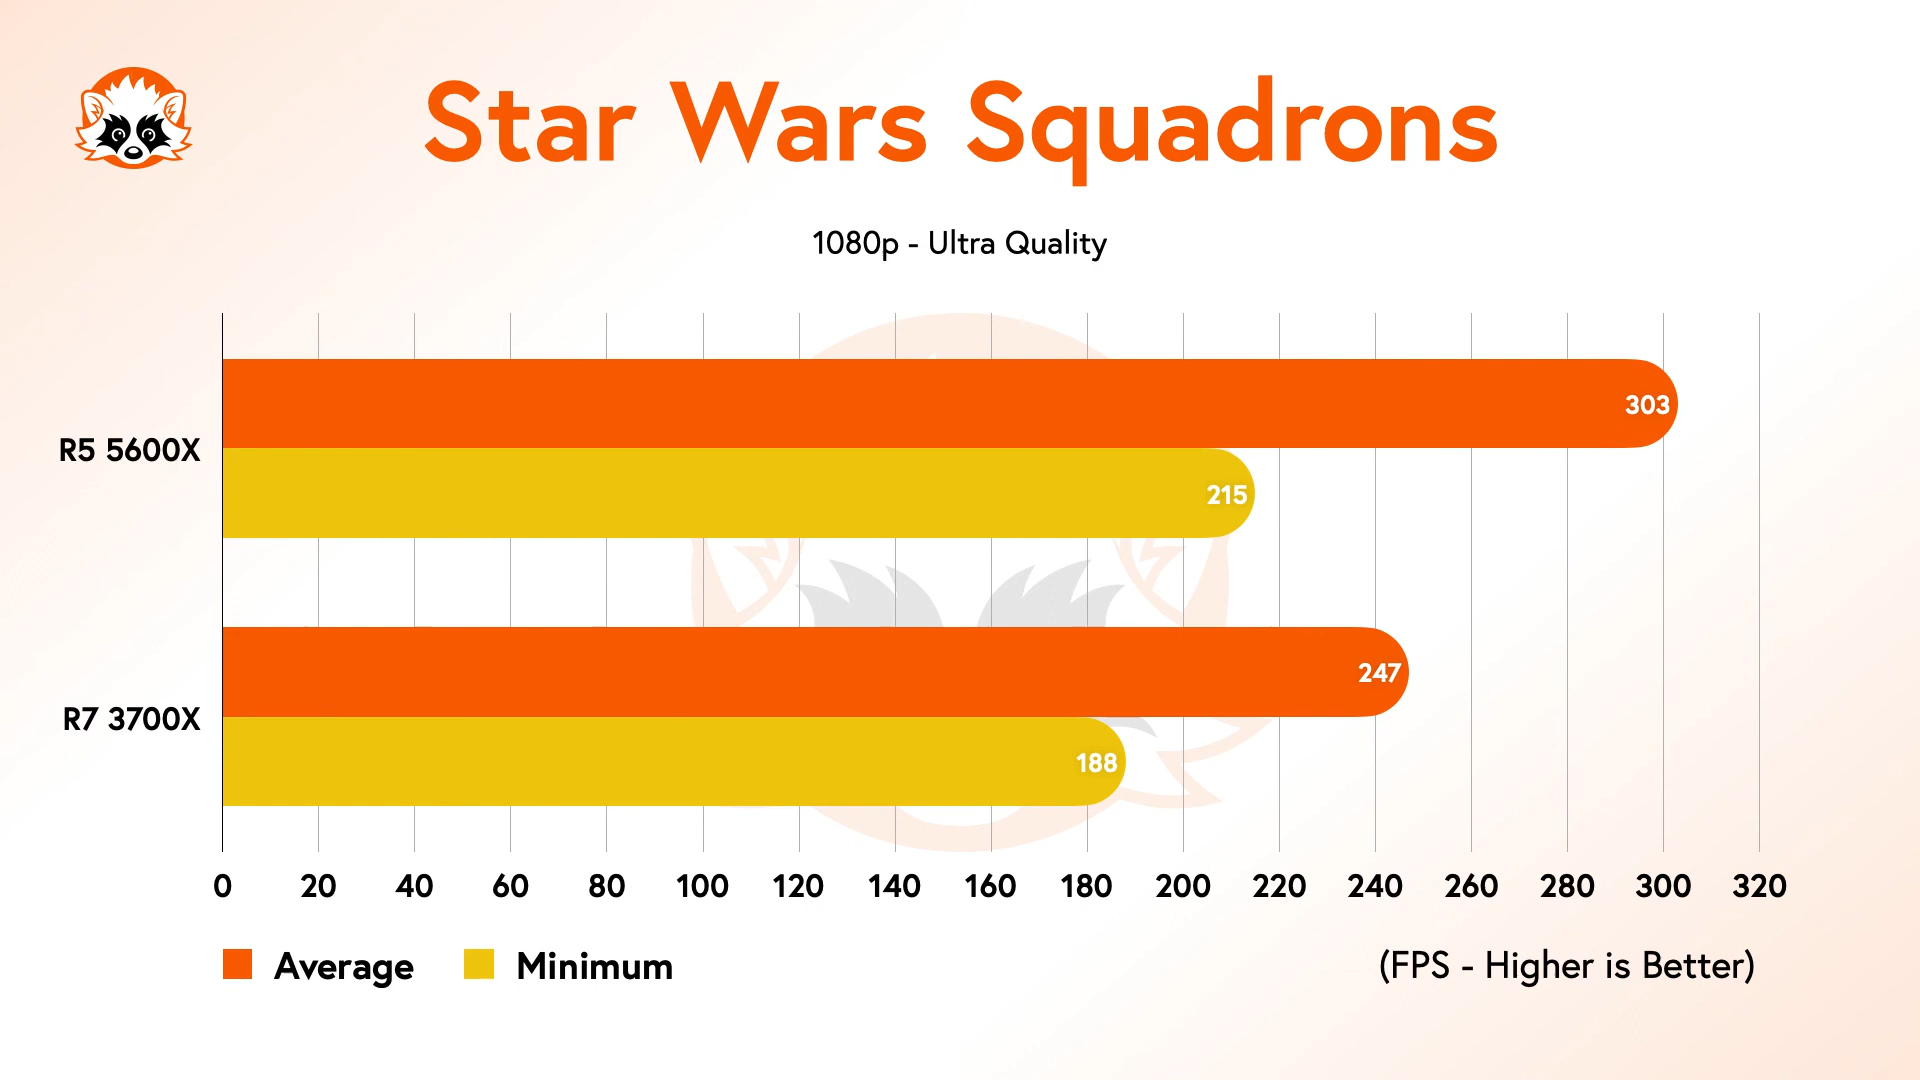 Star Wars Squadrons
1080p - Ultra Quality
303
R5 5600X
215
247
R7 3700X
188
0 20 40 60 80 100 120 140 160 180 200 220 240 260 280 300 320
Average Minimum (FPS - Higher is Better)